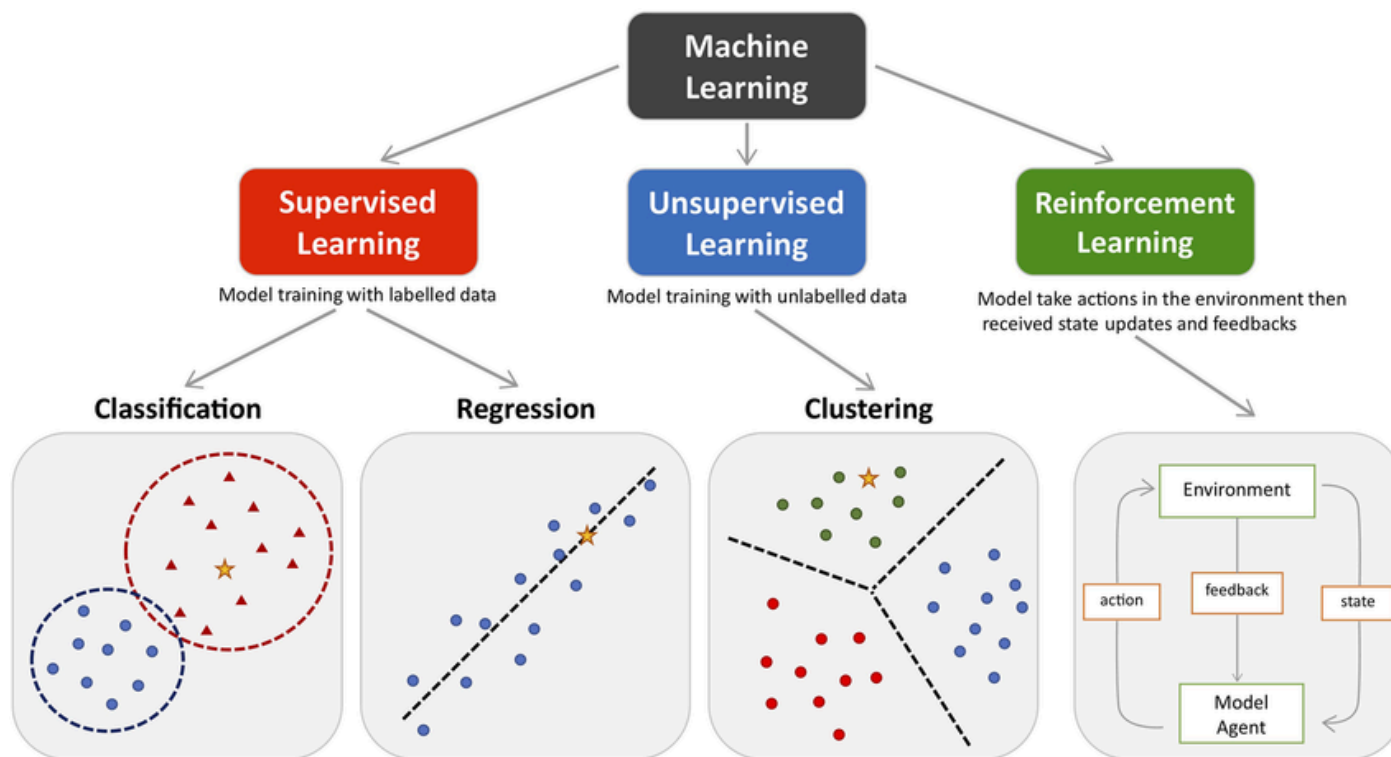 Machine
Learning
Supervised
Learning
Unsupervised
Learning
Reinforcement
Learning
Model training with labelled data
Model training with unlabelled data
Model take actions in the environment then
received state updates and feedbacks
Classification
Regression
Clustering
Environment
action
feedback
state
Model
Agent